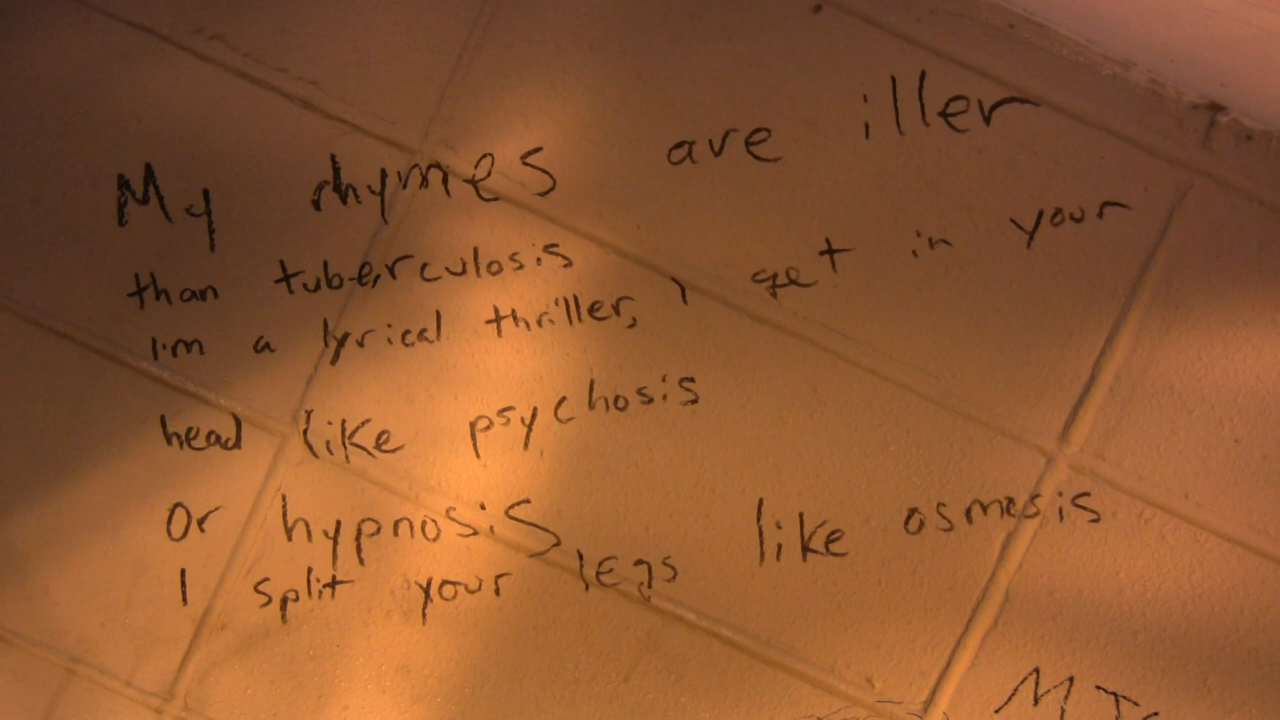 My rhymes are iller
than tuberculosis
I'm a lyrical thriller, I get in your
head like psychosis
Or hypnosis
I split your legs like osmosis